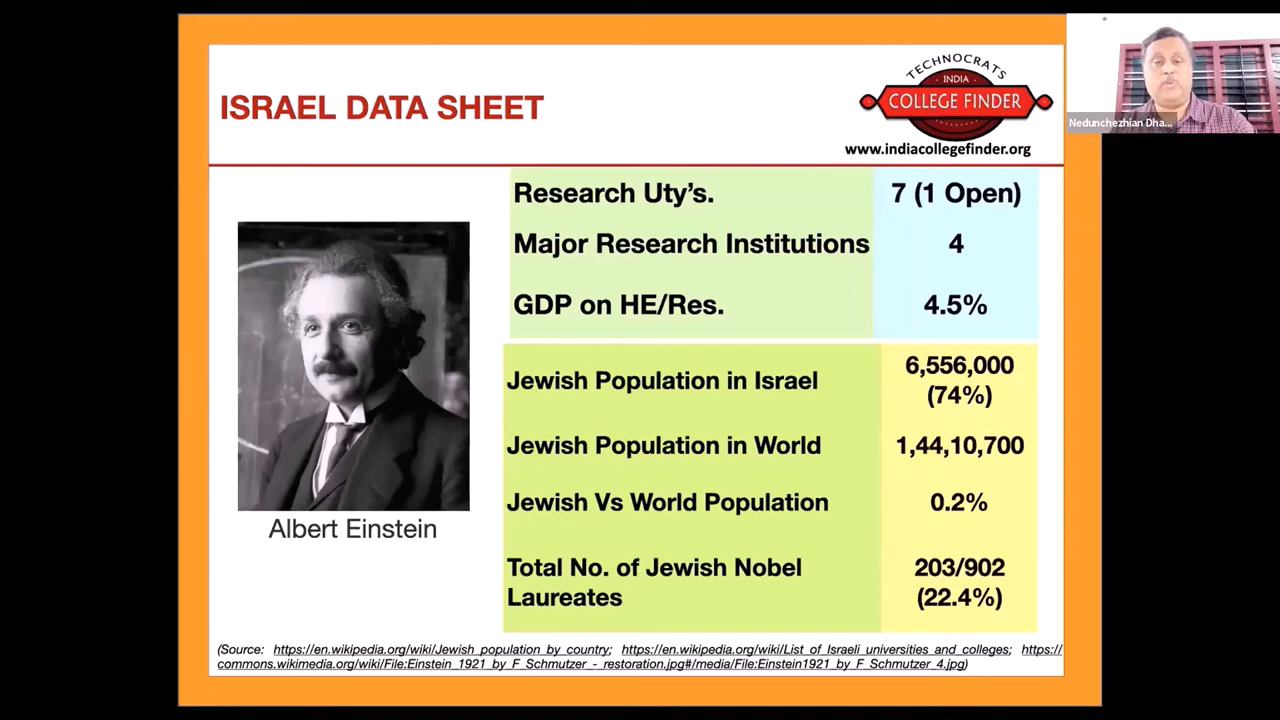 ISRAEL DATA SHEET
TECHNOCRATS
INDIA
COLLEGE FINDER
www.indiacollegefinder.org
Nedunchezhian Dha...
Research Uty's. 7 (1 Open)
Major Research Institutions 4
GDP on HE/Res. 4.5%
Jewish Population in Israel 6,556,000
(74%)
Jewish Population in World 1,44,10,700
Jewish Vs World Population 0.2%
Total No. of Jewish Nobel 203/902
Laureates (22.4%)
Albert Einstein
(Source: https://en.wikipedia.org/wiki/Jewish_population_by_country; https://en.wikipedia.org/wiki/List_of_Israeli_universities_and_colleges; https://
commons.wikimedia.org/wiki/File:Einstein_1921_by_F_Schmutzer_-_restoration.jpg#/media/File:Einstein1921_by_F_Schmutzer_4.jpg)